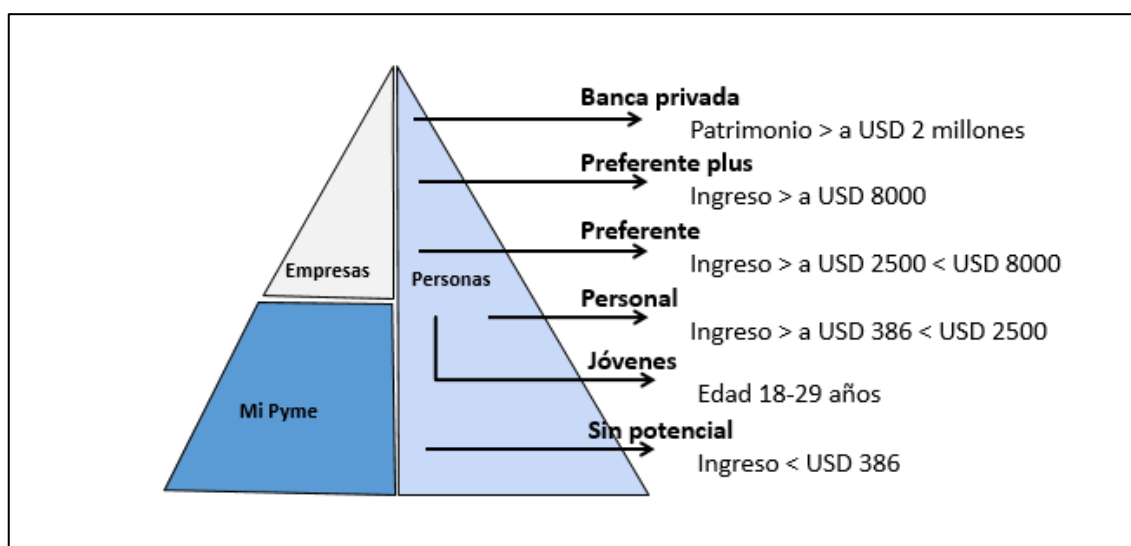 Banca privada
Patrimonio > a USD 2 millones
Preferente plus
Ingreso > a USD 8000
Preferente
Ingreso > a USD 2500 < USD 8000
Empresas
Personas
Personal
Ingreso > a USD 386 < USD 2500
Jóvenes
Edad 18-29 años
Mi Pyme
Sin potencial
Ingreso < USD 386